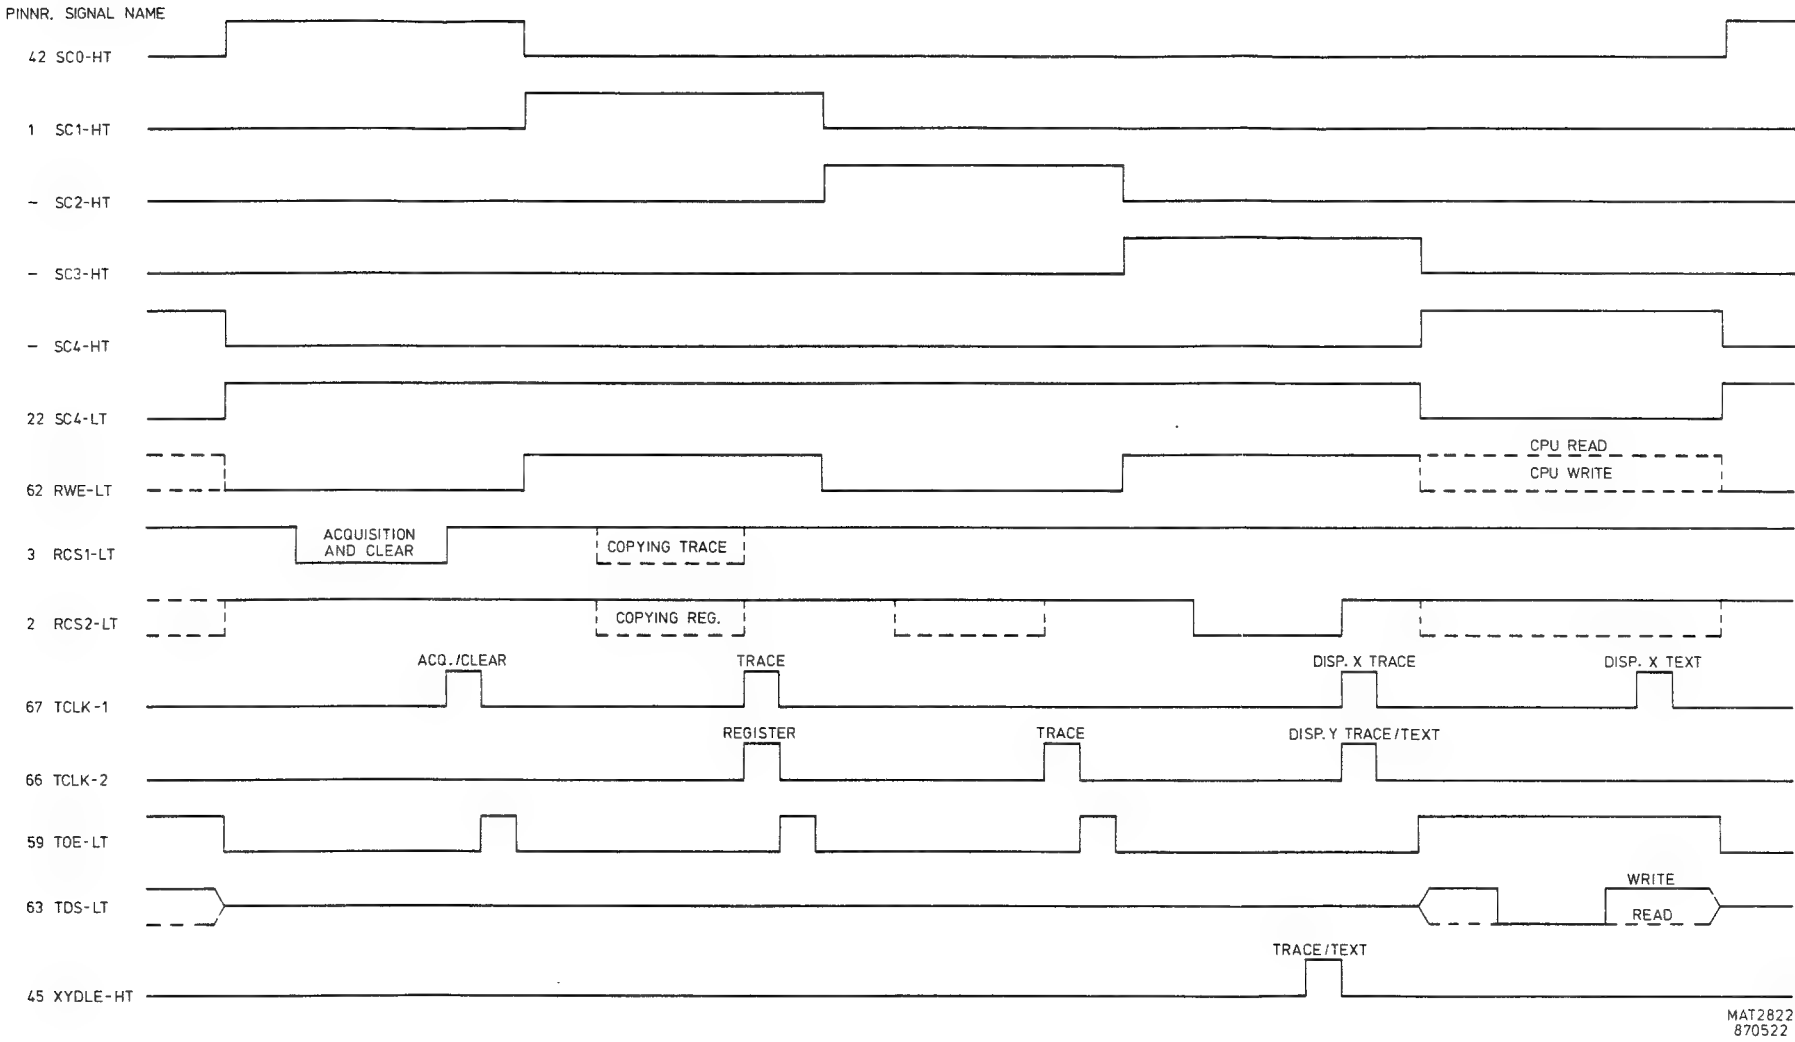 PINNR. SIGNAL NAME
42 SC0-HT
1 SC1-HT
– SC2-HT
– SC3-HT
– SC4-HT
22 SC4-LT
CPU READ
CPU WRITE
62 RWE-LT
ACQUISITION
AND CLEAR
COPYING TRACE
3 RCS1-LT
COPYING REG.
2 RCS2-LT
ACQ./CLEAR TRACE DISP. X TRACE DISP. X TEXT
67 TCLK-1
REGISTER TRACE DISP.Y TRACE/TEXT
66 TCLK-2
59 TOE-LT
WRITE
63 TDS-LT
READ
TRACE/TEXT
45 XYDLE-HT
MAT2822
870522